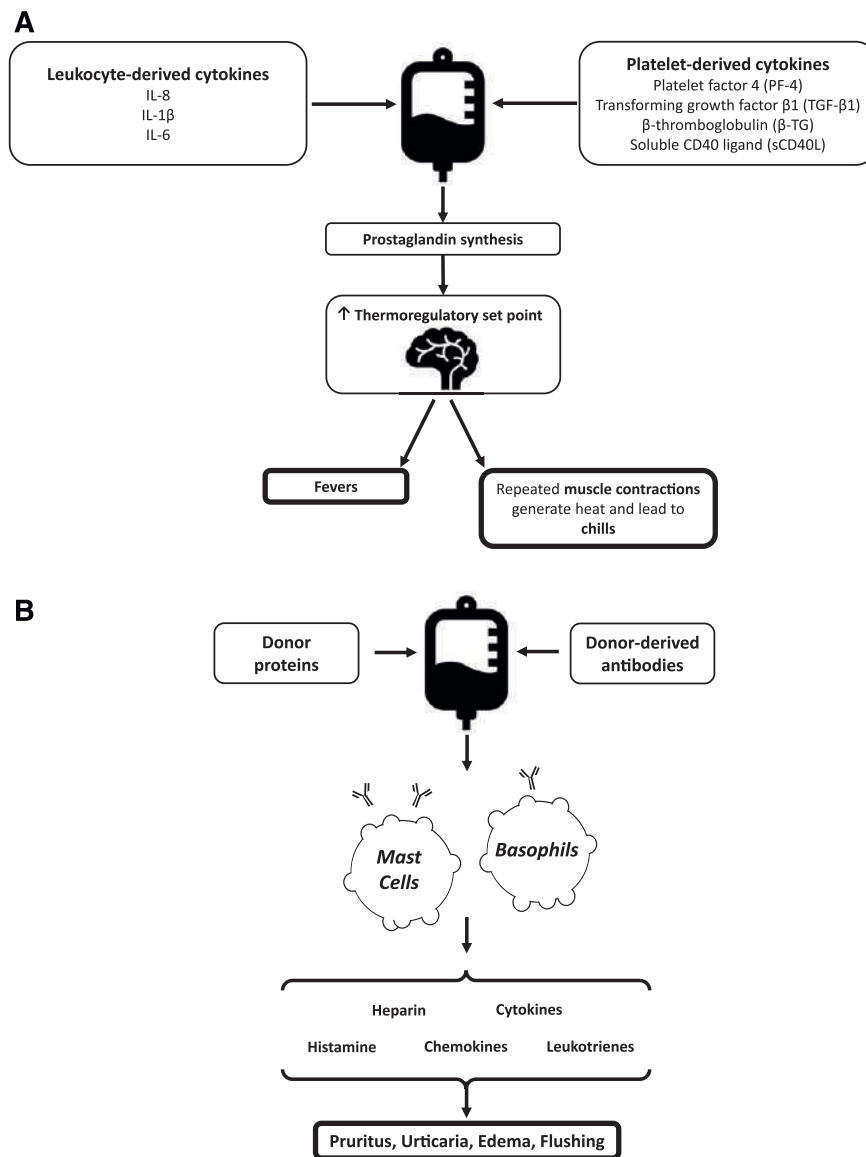 A
Leukocyte-derived cytokines
IL-8
IL-1β
IL-6
Platelet-derived cytokines
Platelet factor 4 (PF-4)
Transforming growth factor β1 (TGF-β1)
β-thromboglobulin (β-TG)
Soluble CD40 ligand (sCD40L)
Prostaglandin synthesis
↑ Thermoregulatory set point
Fevers
Repeated muscle contractions
generate heat and lead to
chills
B
Donor
proteins
Donor-derived
antibodies
Mast
Cells
Basophils
Heparin
Cytokines
Histamine
Chemokines
Leukotrienes
Pruritus, Urticaria, Edema, Flushing